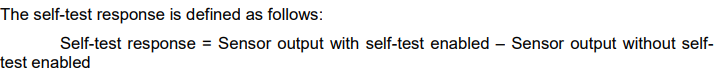 The self-test response is defined as follows:
Self-test response = Sensor output with self-test enabled – Sensor output without self-
test enabled